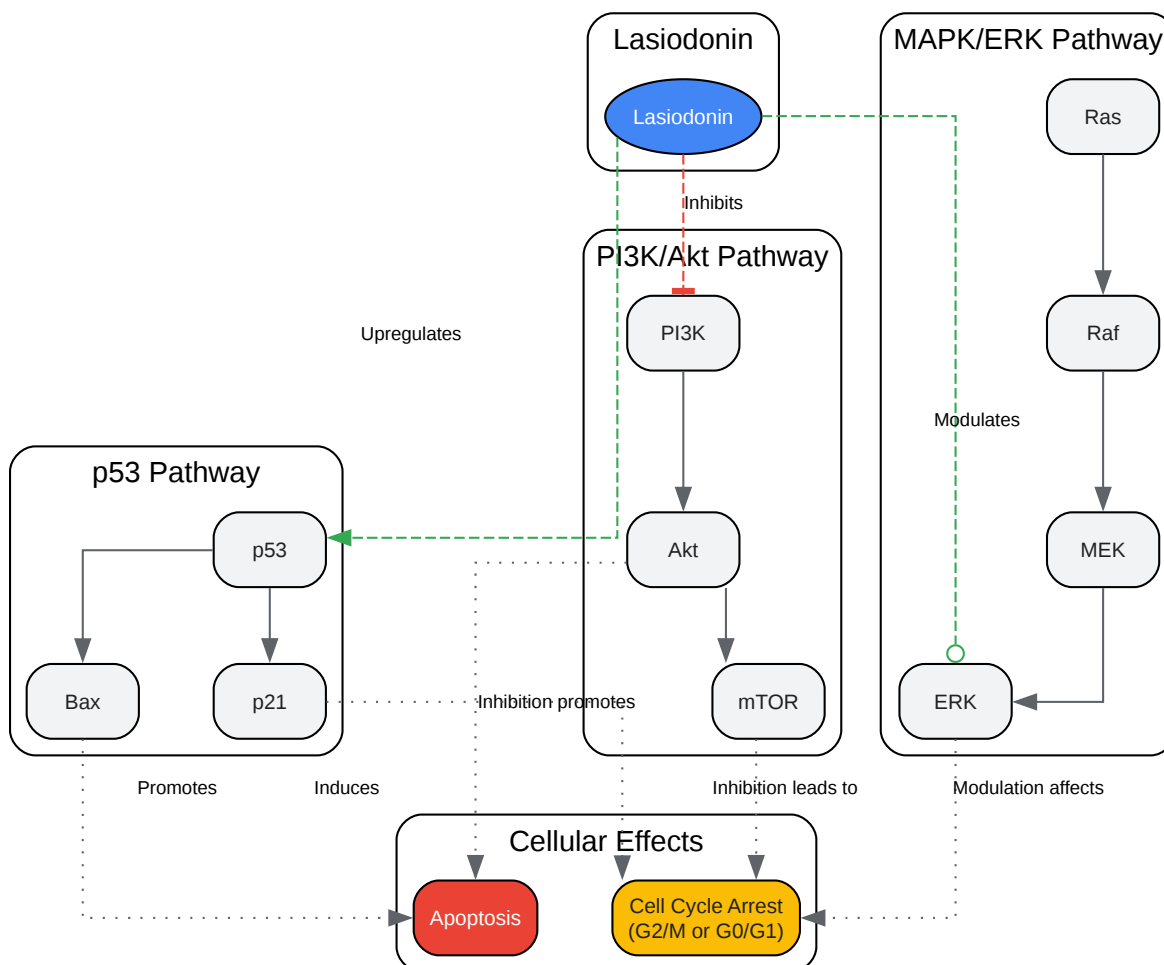 Lasiodonin
MAPK/ERK Pathway
Lasiodonin
Ras
Inhibits
PI3K/Akt Pathway
PI3K
Raf
Upregulates
Modulates
p53 Pathway
p53
Akt
MEK
Bax
p21
Inhibition promotes
mTOR
ERK
Promotes
Induces
Inhibition leads to
Modulation affects
Cellular Effects
Apoptosis
Cell Cycle Arrest
(G2/M or G0/G1)